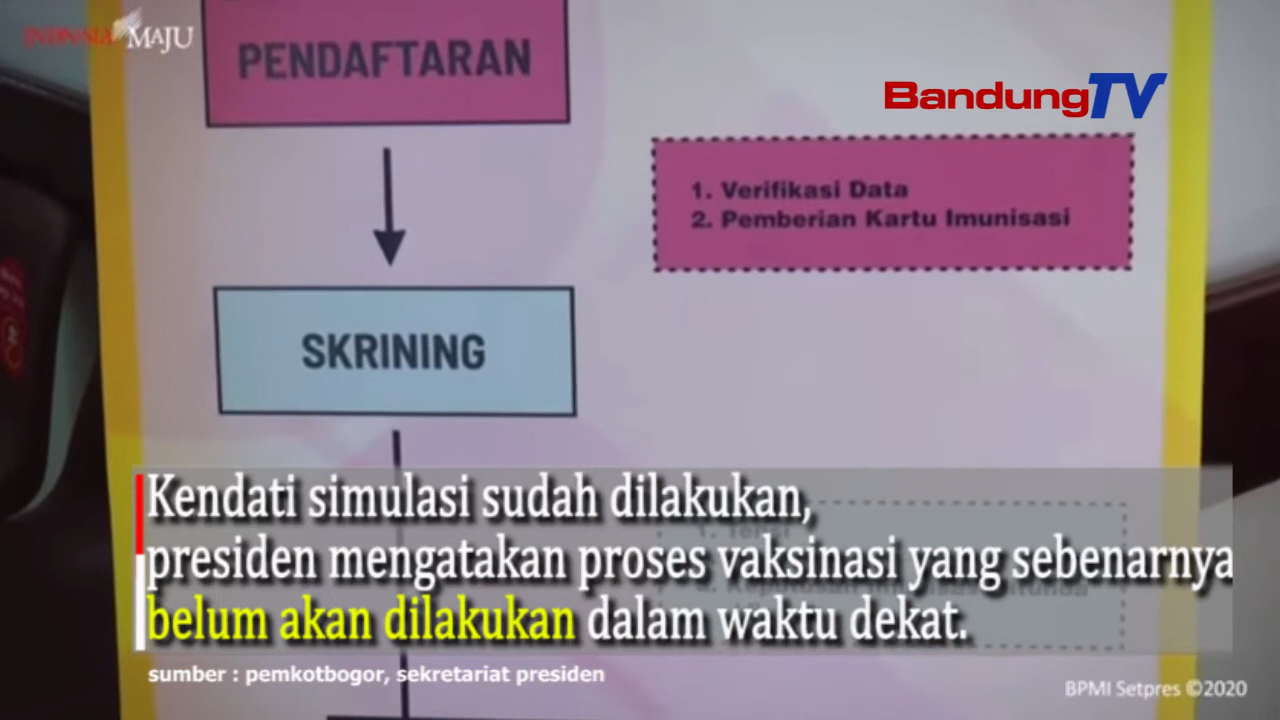 INDONESIA MAJU
PENDAFTARAN
BandungTV
1. Verifikasi Data
2. Pemberian Kartu Imunisasi
SKRINING
Kendati simulasi sudah dilakukan,
presiden mengatakan proses vaksinasi yang sebenarnya
belum akan dilakukan dalam waktu dekat.
sumber : pemkotbogor, sekretariat presiden
BPMI Setpres ©2020